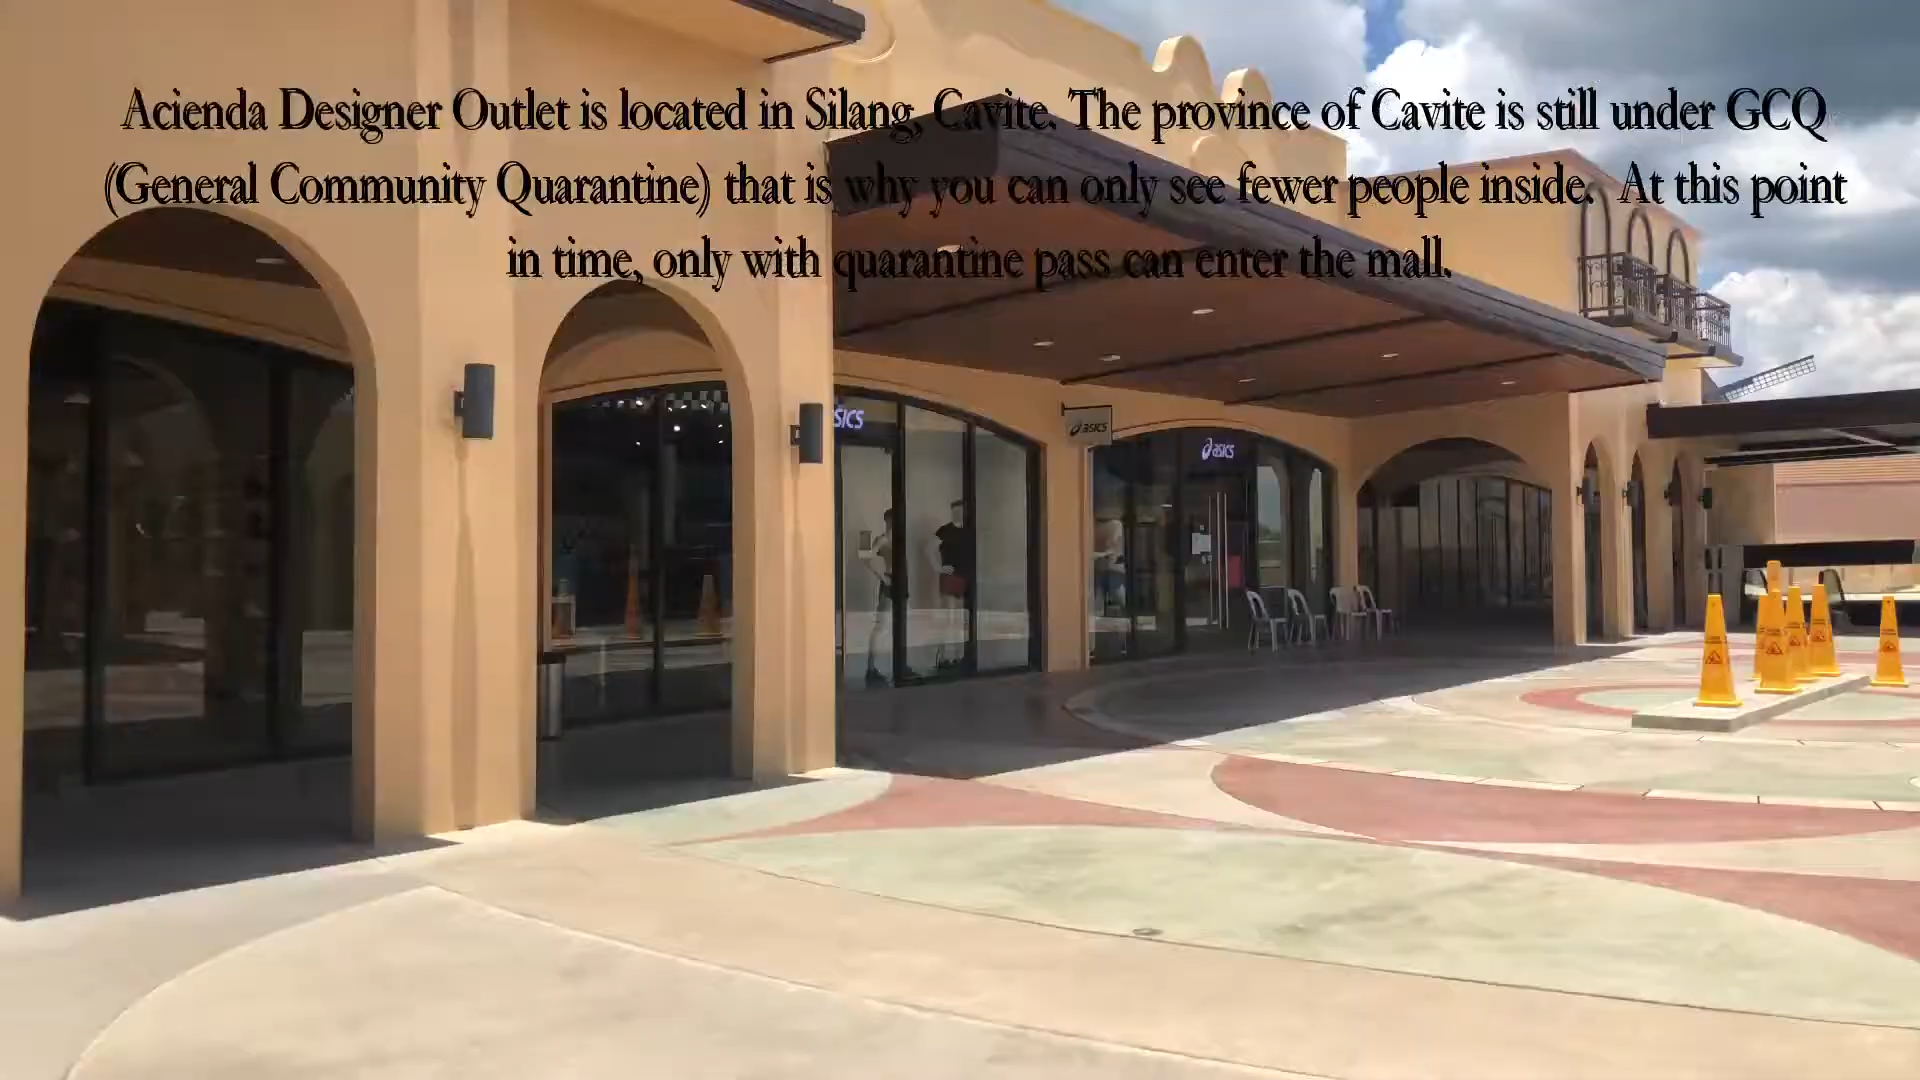 Acienda Designer Outlet is located in Silang, Cavite. The province of Cavite is still under GCQ
(General Community Quarantine) that is why you can only see fewer people inside. At this point
in time, only with quarantine pass can enter the mall.
SICS
asics
asics